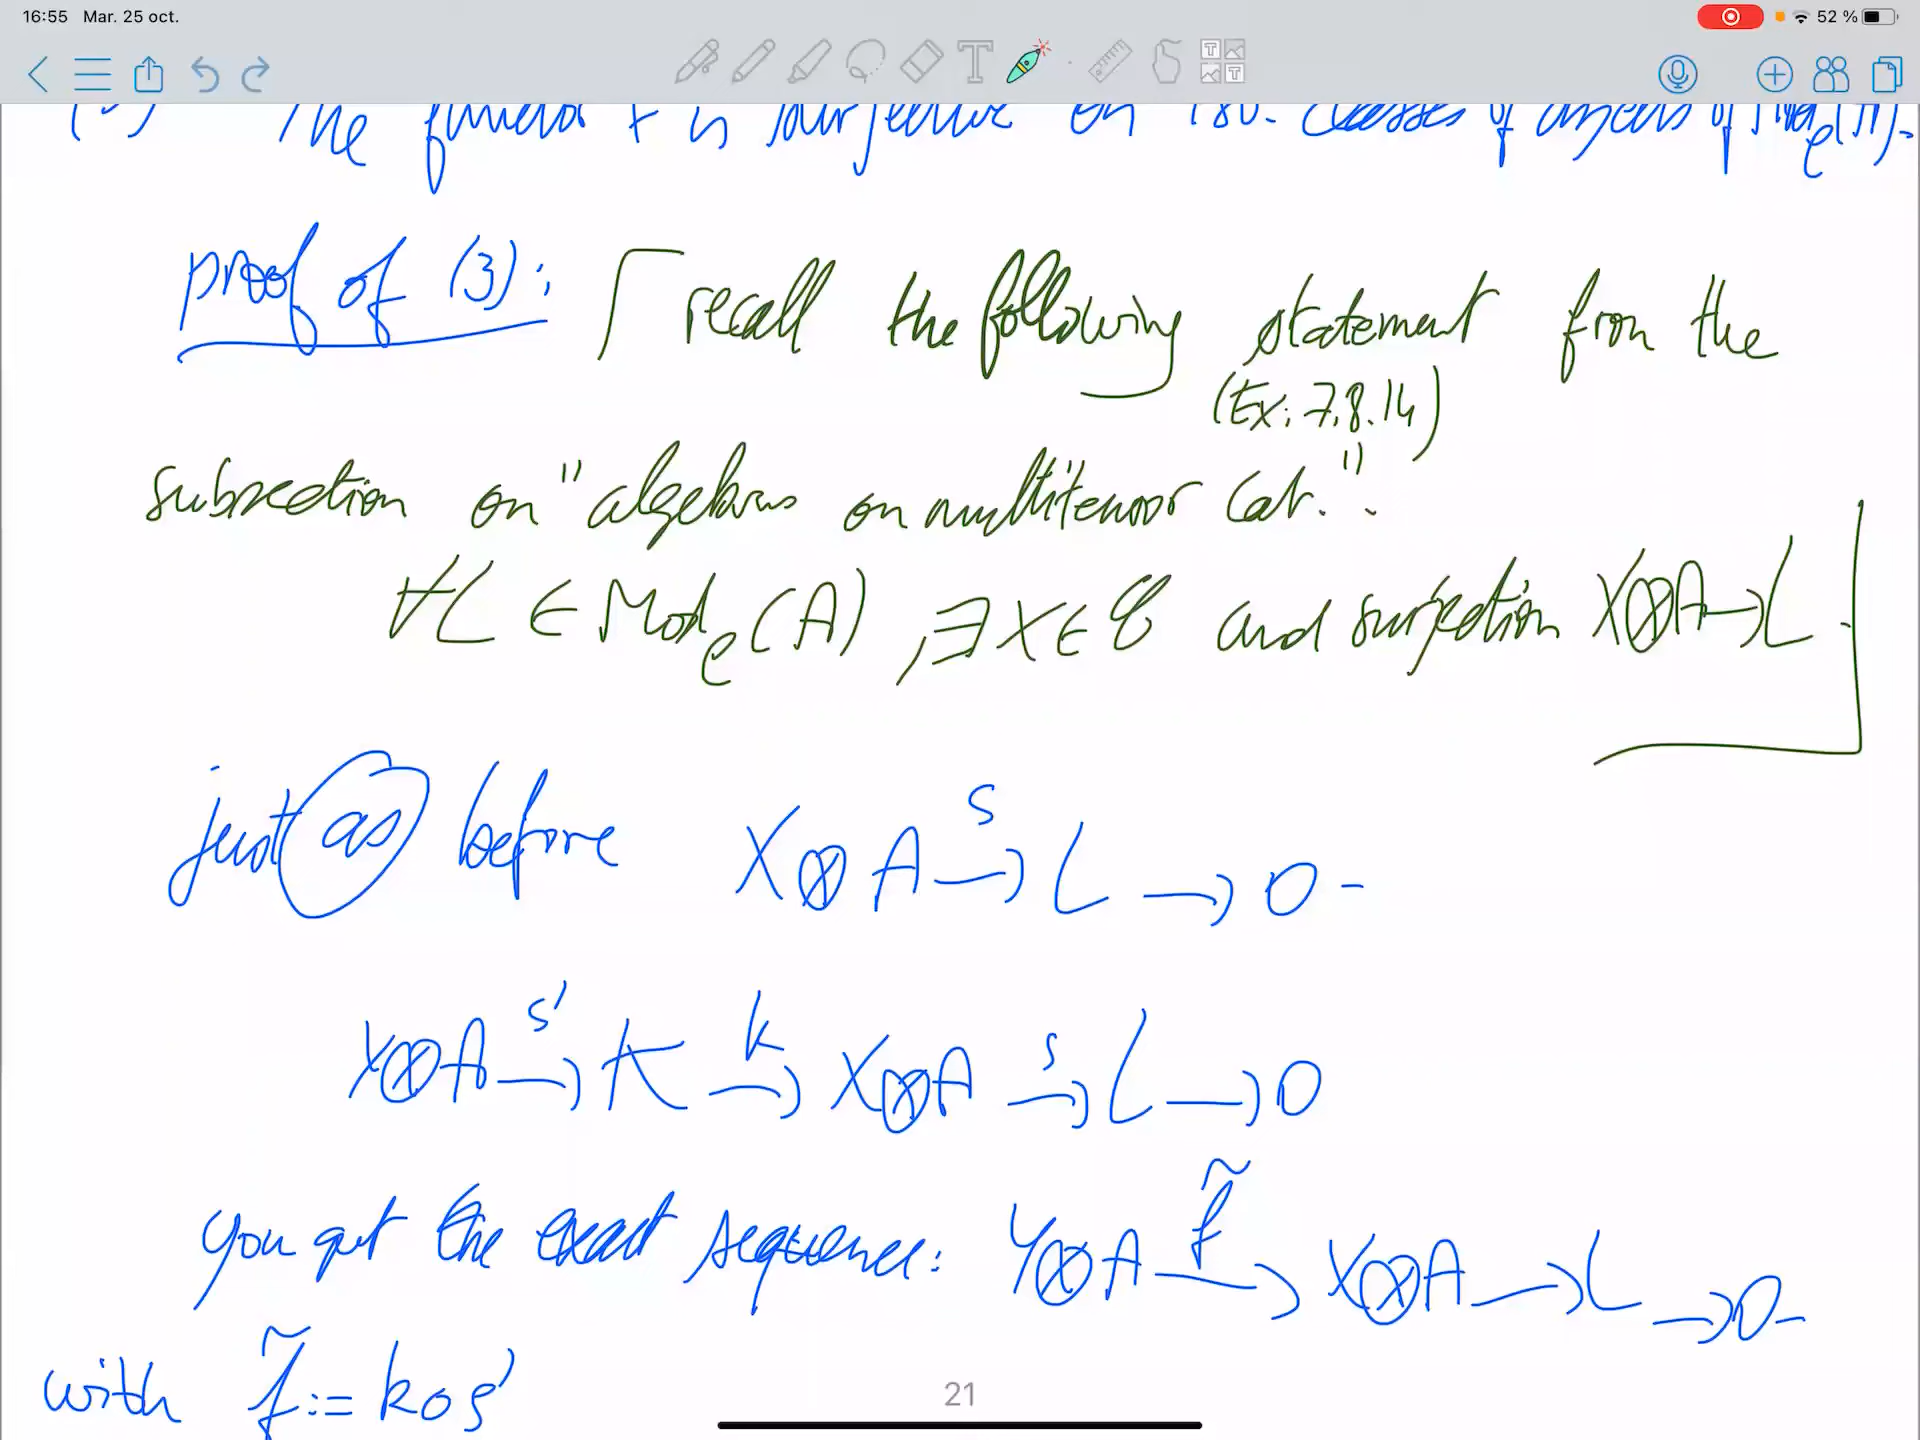 16:55 Mar. 25 oct. 52 %
The functor F is surjective on iso. classes of objects of Mod_C(A).
proof of (3): recall the following statement from the
(Ex: 7.8.14)
subsection on "algebras on multitensor cat.".
∀L ∈ Mod_C(A), ∃ X ∈ C and surjection X⊗A → L.
just as before X⊗A →^s L → 0
X⊗A →^{s'} K →^k X⊗A →^s L → 0
you get the exact sequence: Y⊗A →^{f̃} X⊗A → L → 0
with f̃ := k∘s'
21